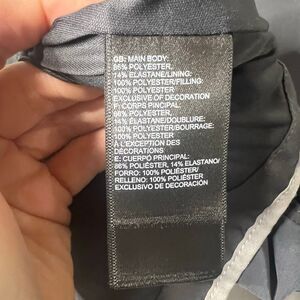 GB: MAIN BODY:
86% POLYESTER,
14% ELASTANE/LINING:
100% POLYESTER/FILLING:
100% POLYESTER
EXCLUSIVE OF DECORATION
F: CORPS PRINCIPAL:
86% POLYESTER,
14% ELASTANE/DOUBLURE:
100% POLYESTER/BOURRAGE:
100% POLYESTER
À L'EXCEPTION DES
DÉCORATIONS
E: CUERPO PRINCIPAL:
86% POLIÉSTER, 14% ELASTANO/
FORRO: 100% POLIÉSTER/
RELLENO: 100% POLIÉSTER
EXCLUSIVO DE DECORACIÓN